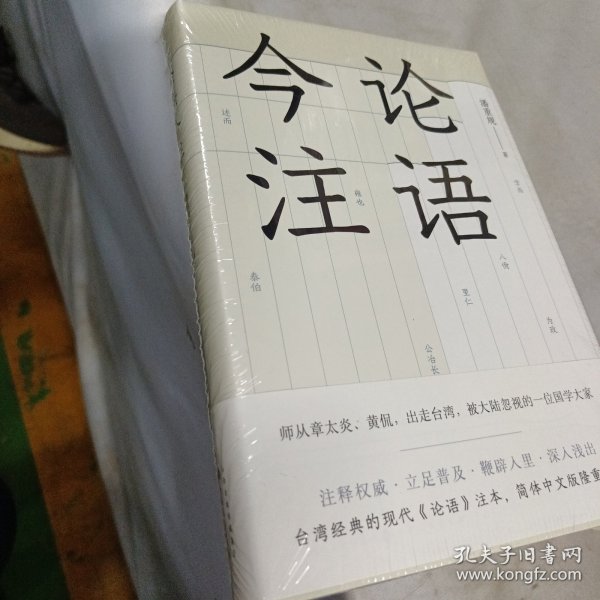 论语
今注
潘重规
著
学而
为政
八佾
里仁
公冶长
雍也
述而
泰伯
师从章太炎、黄侃，出走台湾，被大陆忽视的一位国学大家
注释权威·立足普及·鞭辟入里·深入浅出
台湾经典的现代《论语》注本，简体中文版隆重
孔夫子旧书网
www.kongfz.com